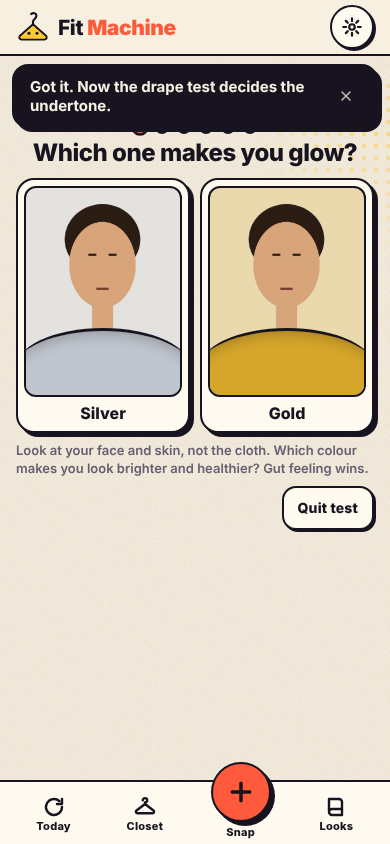 Fit Machine
Got it. Now the drape test decides the
undertone.
Which one makes you glow?
Silver
Gold
Look at your face and skin, not the cloth. Which colour
makes you look brighter and healthier? Gut feeling wins.
Quit test
Today
Closet
Snap
Looks